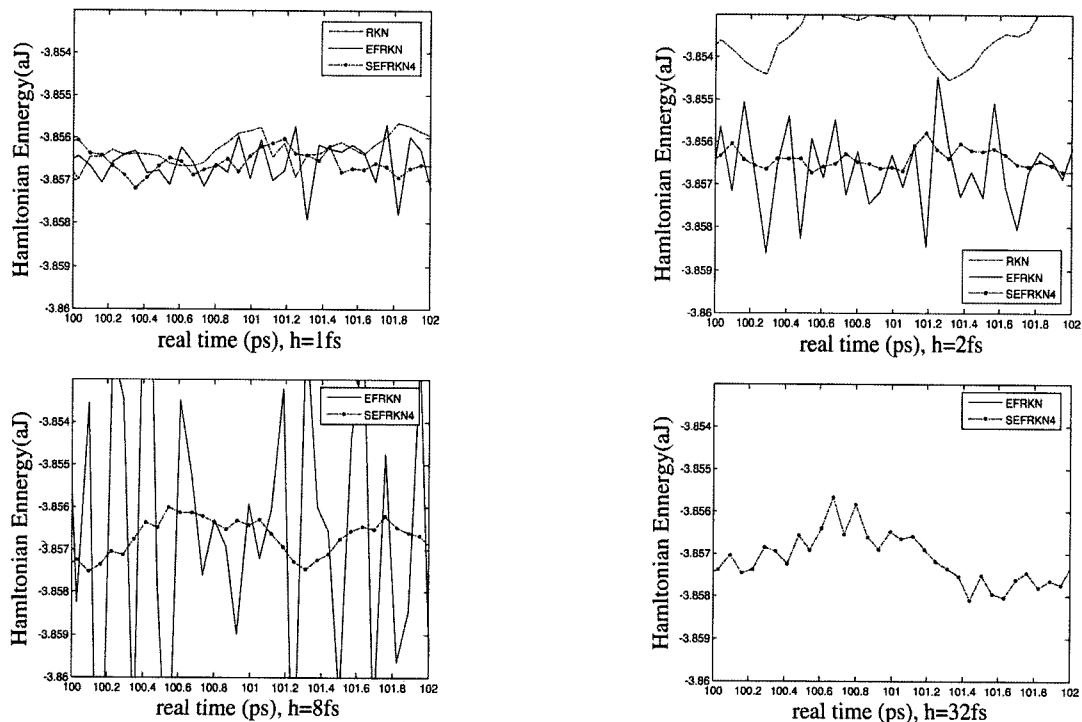 RKN
EFRKN
SEFRKN4
Hamltonian Ennergy(aJ)
-3.854
-3.855
-3.856
-3.857
-3.858
-3.859
-3.86
100 100.2 100.4 100.6 100.8 101 101.2 101.4 101.6 101.8 102
real time (ps), h=1fs
Hamltonian Ennergy(aJ)
-3.854
-3.855
-3.856
-3.857
-3.858
-3.859
-3.86
RKN
EFRKN
SEFRKN4
100 100.2 100.4 100.6 100.8 101 101.2 101.4 101.6 101.8 102
real time (ps), h=2fs
EFRKN
SEFRKN4
Hamltonian Ennergy(aJ)
-3.854
-3.855
-3.856
-3.857
-3.858
-3.859
-3.86
100 100.2 100.4 100.6 100.8 101 101.2 101.4 101.6 101.8 102
real time (ps), h=8fs
EFRKN
SEFRKN4
Hamltonian Ennergy(aJ)
-3.854
-3.855
-3.856
-3.857
-3.858
-3.859
-3.86
100 100.2 100.4 100.6 100.8 101 101.2 101.4 101.6 101.8 102
real time (ps), h=32fs